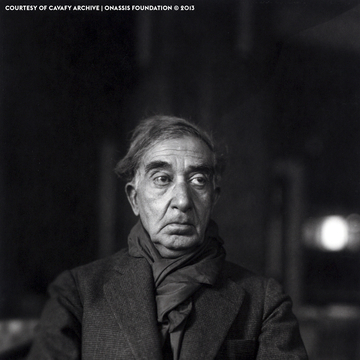 COURTESY OF CAVAFY ARCHIVE | ONASSIS FOUNDATION © 2013